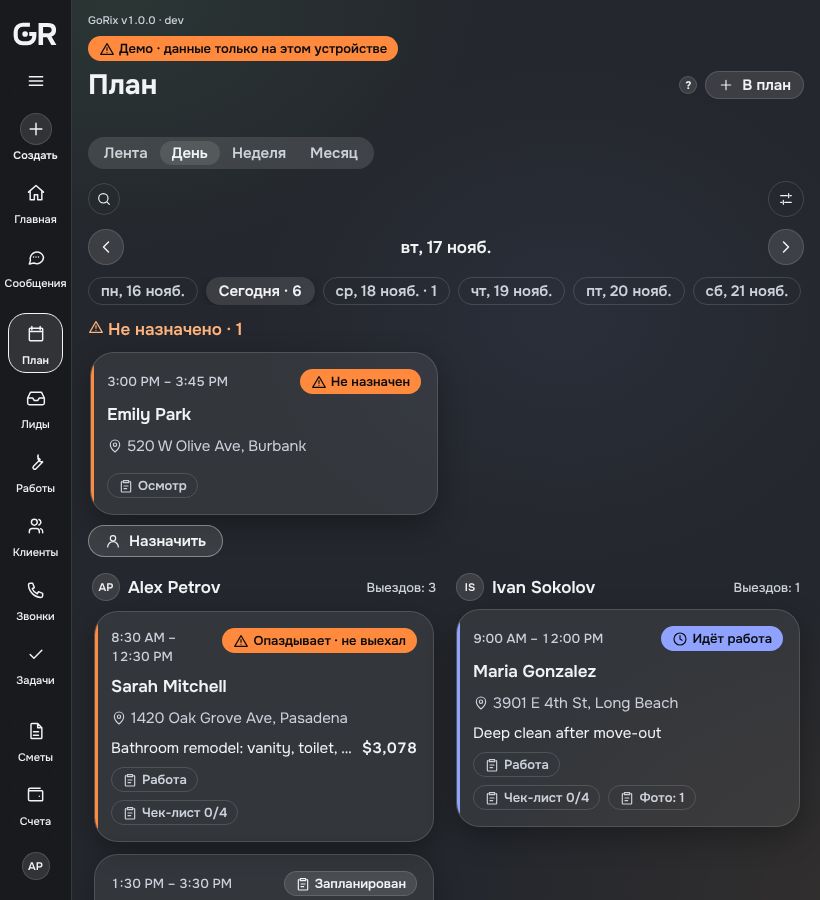 GR
GoRix v1.0.0 · dev
Демо · данные только на этом устройстве
План
?
В план
Создать
Лента День Неделя Месяц
Главная
вт, 17 нояб.
Сообщения
пн, 16 нояб. Сегодня · 6 ср, 18 нояб. · 1 чт, 19 нояб. пт, 20 нояб. сб, 21 нояб.
План
Не назначено · 1
3:00 PM – 3:45 PM Не назначен
Emily Park
Лиды
520 W Olive Ave, Burbank
Осмотр
Работы
Назначить
Клиенты
AP Alex Petrov Выездов: 3
IS Ivan Sokolov Выездов: 1
Звонки
8:30 AM –
12:30 PM
Опаздывает · не выехал
Sarah Mitchell
1420 Oak Grove Ave, Pasadena
Bathroom remodel: vanity, toilet, ... $3,078
Работа
Чек-лист 0/4
9:00 AM – 12:00 PM Идёт работа
Maria Gonzalez
3901 E 4th St, Long Beach
Deep clean after move-out
Работа
Чек-лист 0/4 Фото: 1
Задачи
Сметы
Счета
AP
1:30 PM – 3:30 PM Запланирован